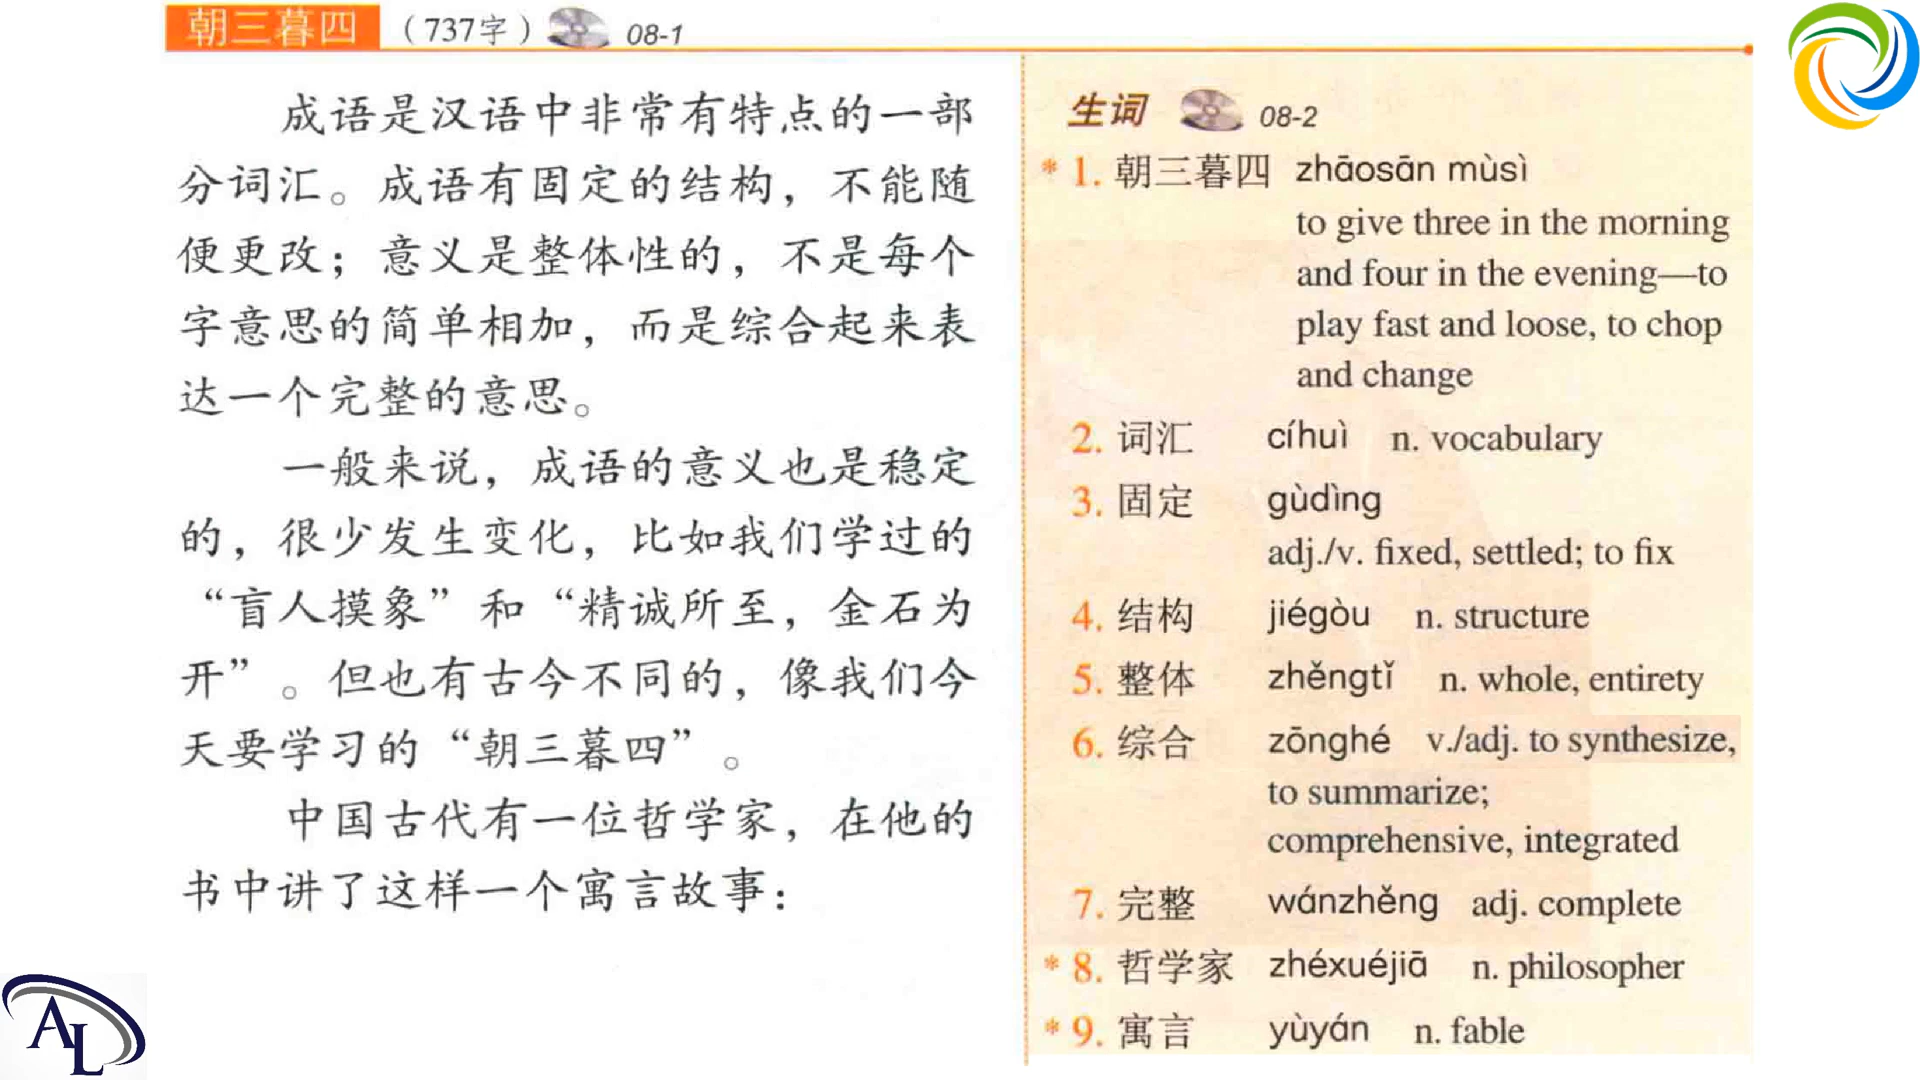 朝三暮四 （737字） 08-1
成语是汉语中非常有特点的一部
分词汇。成语有固定的结构，不能随
便更改；意义是整体性的，不是每个
字意思的简单相加，而是综合起来表
达一个完整的意思。
一般来说，成语的意义也是稳定
的，很少发生变化，比如我们学过的
“盲人摸象”和“精诚所至，金石为
开”。但也有古今不同的，像我们今
天要学习的“朝三暮四”。
中国古代有一位哲学家，在他的
书中讲了这样一个寓言故事：
生词 08-2
* 1. 朝三暮四 zhāosān mùsì
to give three in the morning
and four in the evening—to
play fast and loose, to chop
and change
2. 词汇 cíhuì n. vocabulary
3. 固定 gùdìng
adj./v. fixed, settled; to fix
4. 结构 jiégòu n. structure
5. 整体 zhěngtǐ n. whole, entirety
6. 综合 zōnghé v./adj. to synthesize,
to summarize;
comprehensive, integrated
7. 完整 wánzhěng adj. complete
* 8. 哲学家 zhéxuéjiā n. philosopher
* 9. 寓言 yùyán n. fable
AL